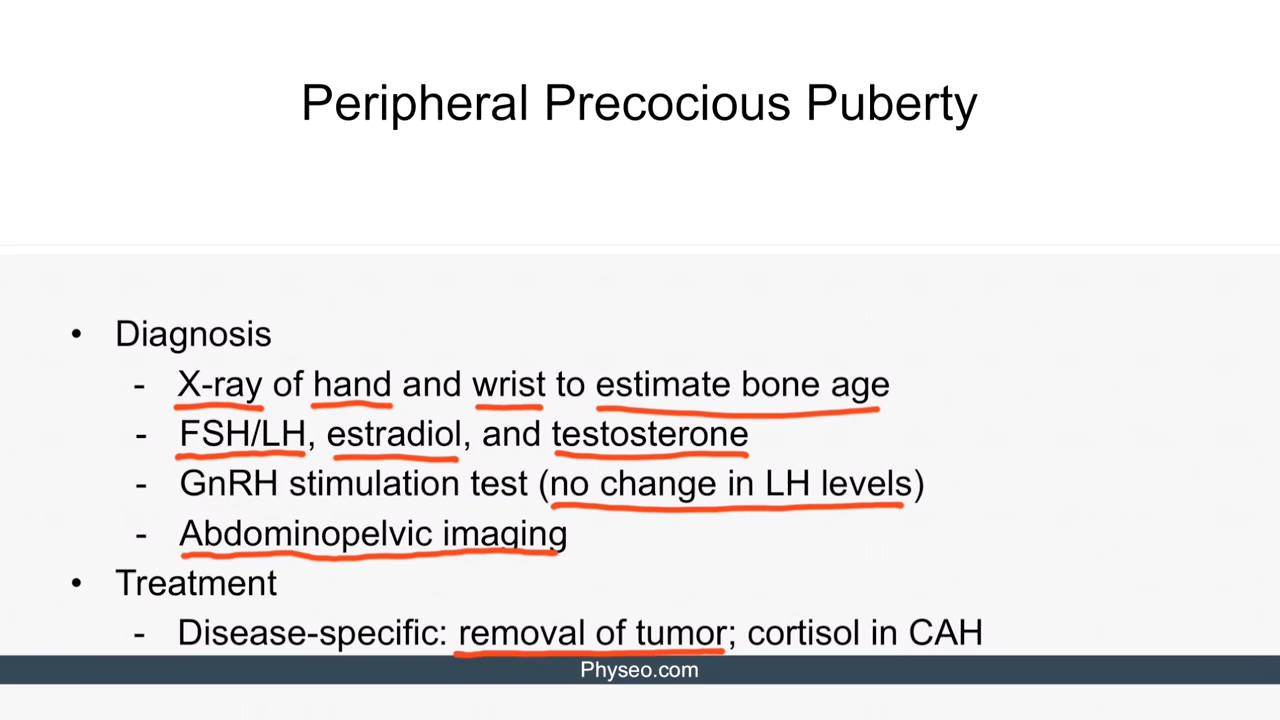 Peripheral Precocious Puberty
• Diagnosis
- X-ray of hand and wrist to estimate bone age
- FSH/LH, estradiol, and testosterone
- GnRH stimulation test (no change in LH levels)
- Abdominopelvic imaging
• Treatment
- Disease-specific: removal of tumor; cortisol in CAH
Physeo.com